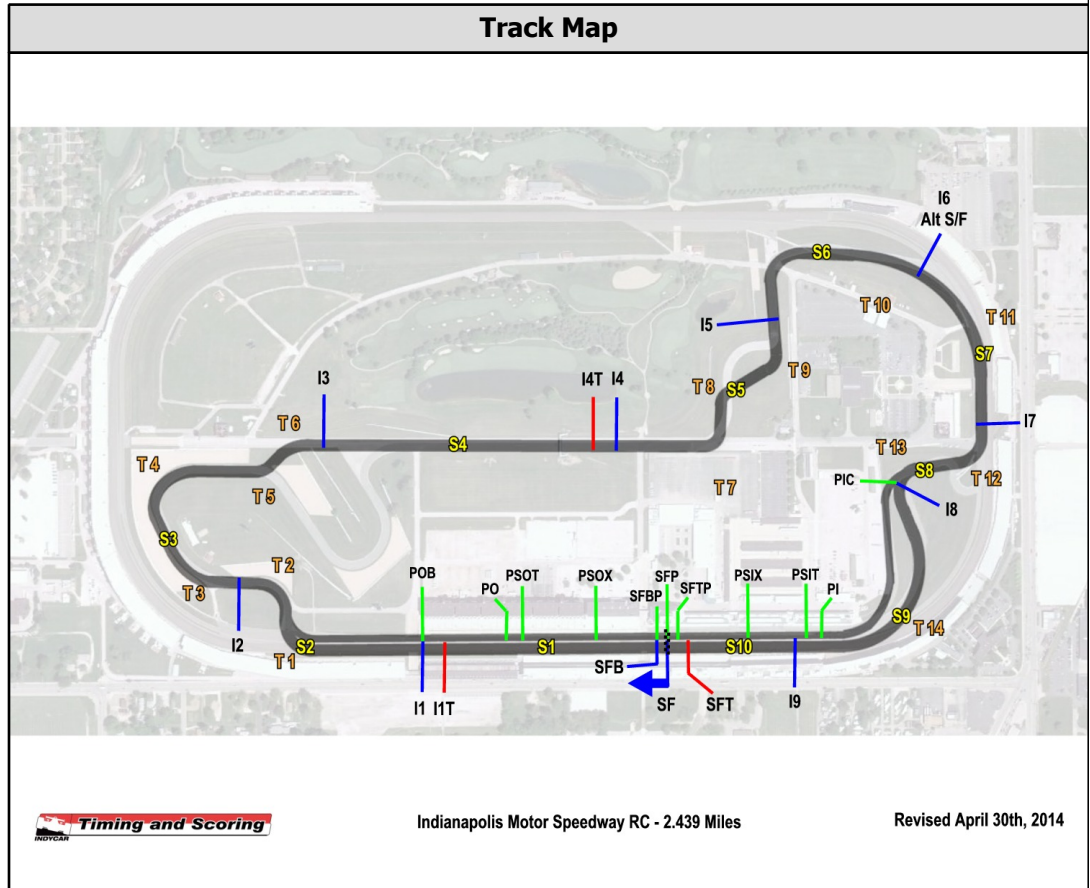 Track Map
I6
Alt S/F
T 10
T 11
S6
I5
S7
T 9
T 8
S5
I3
I4T
I4
T 6
S4
I7
T 13
T 4
S8
T 12
PIC
T 5
T 7
I8
S3
T 2
POB
PSOT
PSOX
SFP
PSIX
PSIT
PO
SFBP
SFTP
PI
T 3
I2
S9
T 14
S2
S1
S10
T 1
SFB
I1
I1T
SF
SFT
I9
INDYCAR
Timing and Scoring
Indianapolis Motor Speedway RC - 2.439 Miles
Revised April 30th, 2014